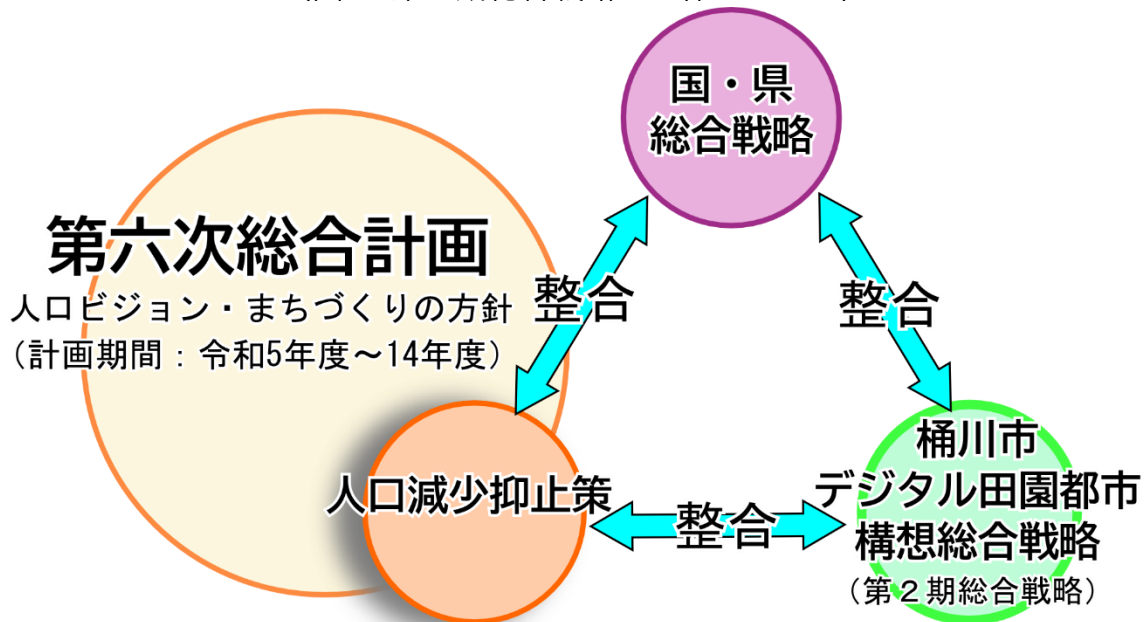 国・県
総合戦略
第六次総合計画
人口ビジョン・まちづくりの方針
（計画期間：令和5年度～14年度）
整合
整合
人口減少抑止策
整合
桶川市
デジタル田園都市
構想総合戦略
（第２期総合戦略）